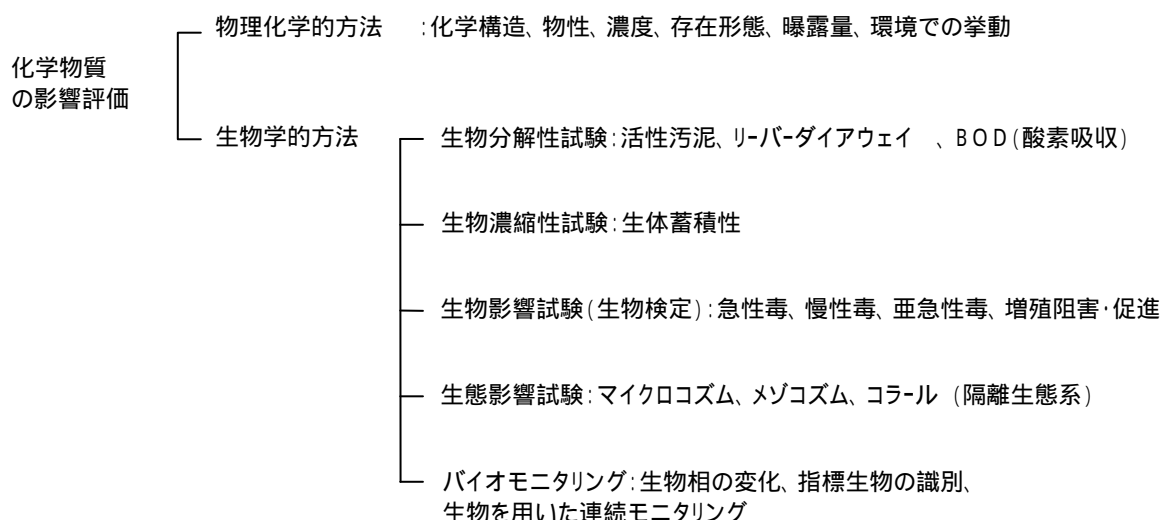 物理化学的方法 :化学構造、物性、濃度、存在形態、曝露量、環境での挙動
化学物質
の影響評価
生物学的方法
生物分解性試験:活性汚泥、リーバーダイアウェイ 、BOD(酸素吸収)
生物濃縮性試験:生体蓄積性
生物影響試験(生物検定):急性毒、慢性毒、亜急性毒、増殖阻害・促進
生態影響試験:マイクロコズム、メゾコズム、コラール (隔離生態系)
バイオモニタリング:生物相の変化、指標生物の識別、
生物を用いた連続モニタリング